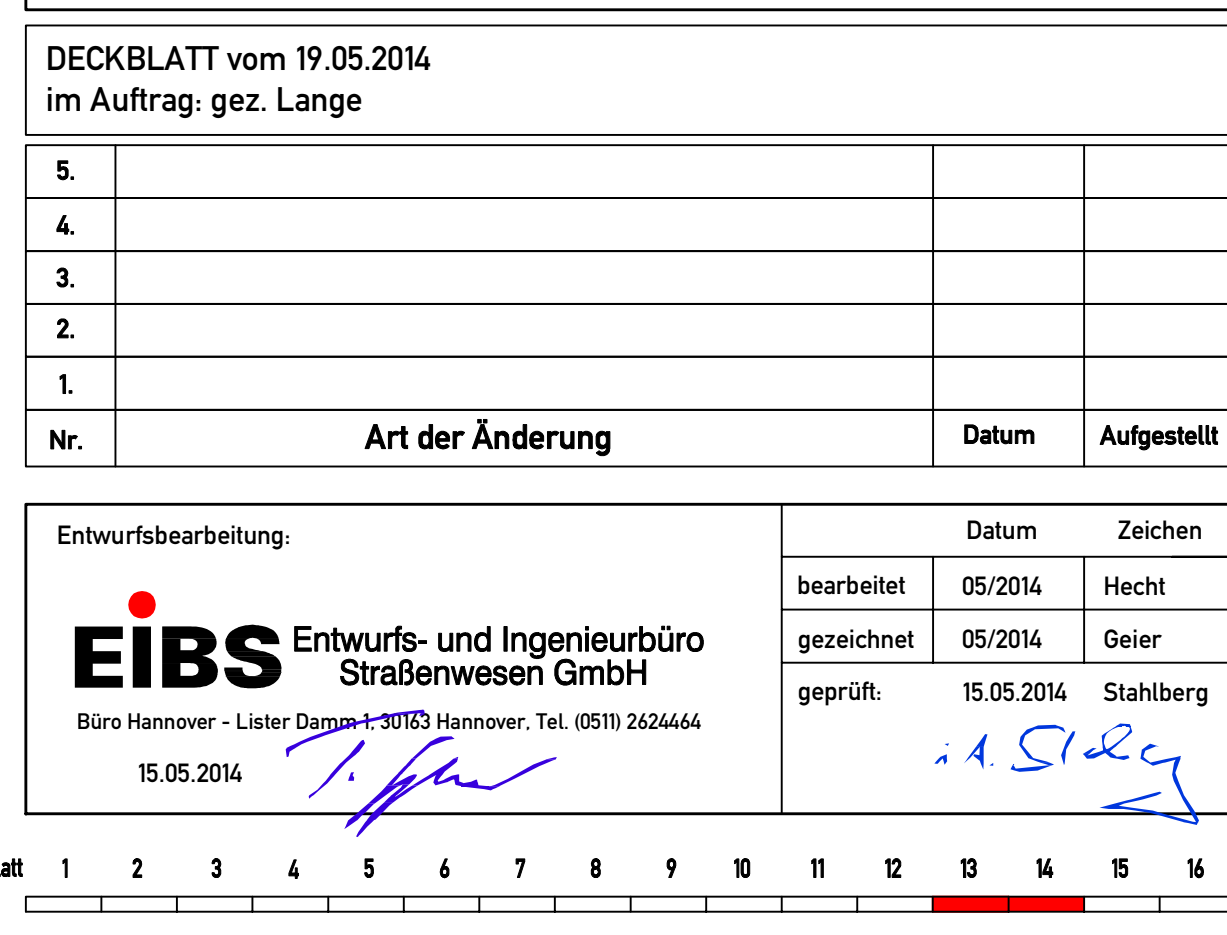 DECKBLATT vom 19.05.2014
im Auftrag: gez. Lange
5.
4.
3.
2.
1.
Nr. Art der Änderung Datum Aufgestellt
Entwurfsbearbeitung:
Datum Zeichen
bearbeitet 05/2014 Hecht
gezeichnet 05/2014 Geier
EIBS Entwurfs- und Ingenieurbüro
Straßenwesen GmbH
geprüft: 15.05.2014 Stahlberg
Büro Hannover - Lister Damm 1, 30163 Hannover, Tel. (0511) 2624464
i A.
15.05.2014
1 2 3 4 5 6 7 8 9 10 11 12 13 14 15 16